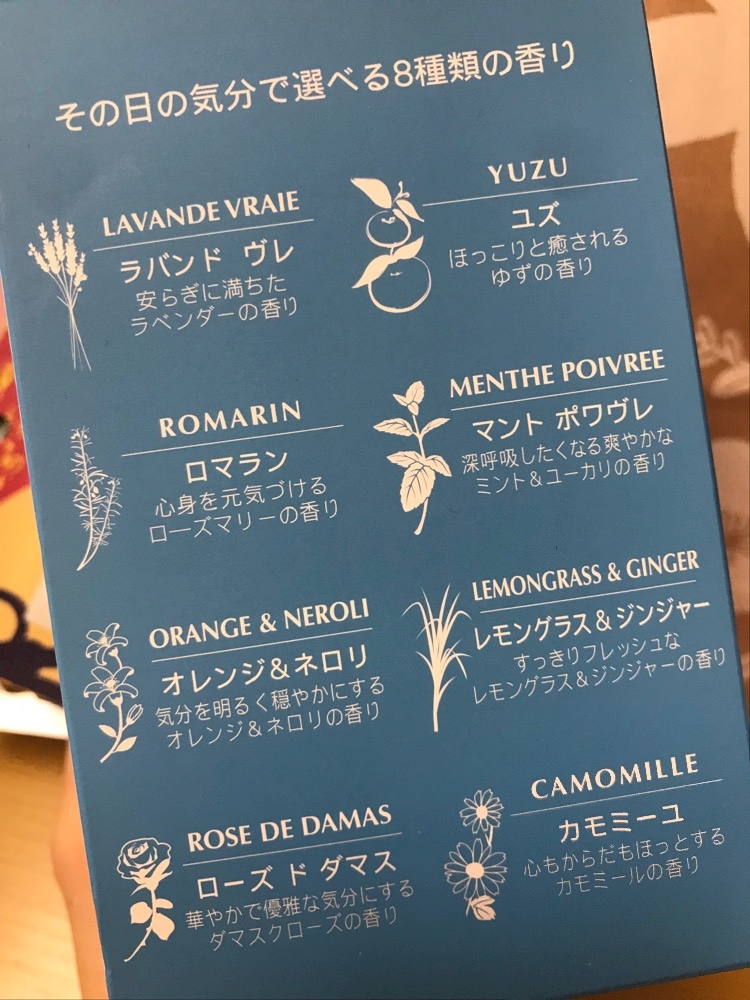 その日の気分で選べる8種類の香り
LAVANDE VRAIE
ラバンド ヴレ
安らぎに満ちた
ラベンダーの香り
YUZU
ユズ
ほっこりと癒される
ゆずの香り
ROMARIN
ロマラン
心身を元気づける
ローズマリーの香り
MENTHE POIVREE
マント ポワヴレ
深呼吸したくなる爽やかな
ミント＆ユーカリの香り
ORANGE & NEROLI
オレンジ＆ネロリ
気分を明るく穏やかにする
オレンジ＆ネロリの香り
LEMONGRASS & GINGER
レモングラス＆ジンジャー
すっきりフレッシュな
レモングラス＆ジンジャーの香り
ROSE DE DAMAS
ローズ ド ダマス
華やかで優雅な気分にする
ダマスクローズの香り
CAMOMILLE
カモミーユ
心もからだもほっとする
カモミールの香り